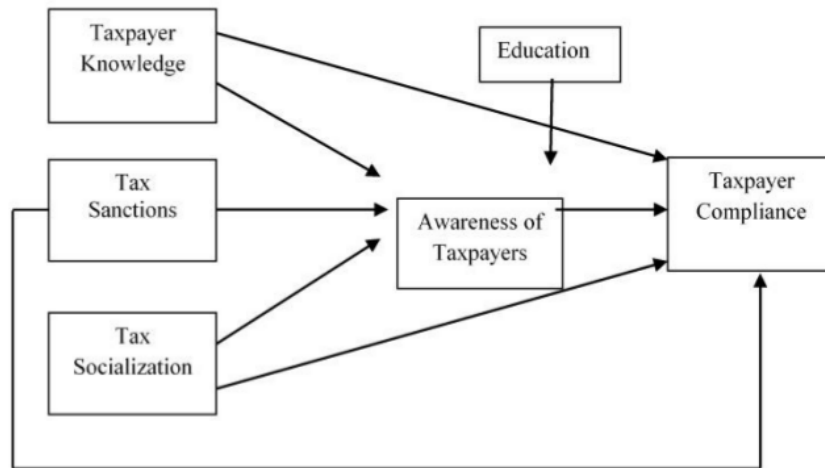 Taxpayer
Knowledge
Education
Tax
Sanctions
Awareness of
Taxpayers
Taxpayer
Compliance
Tax
Socialization